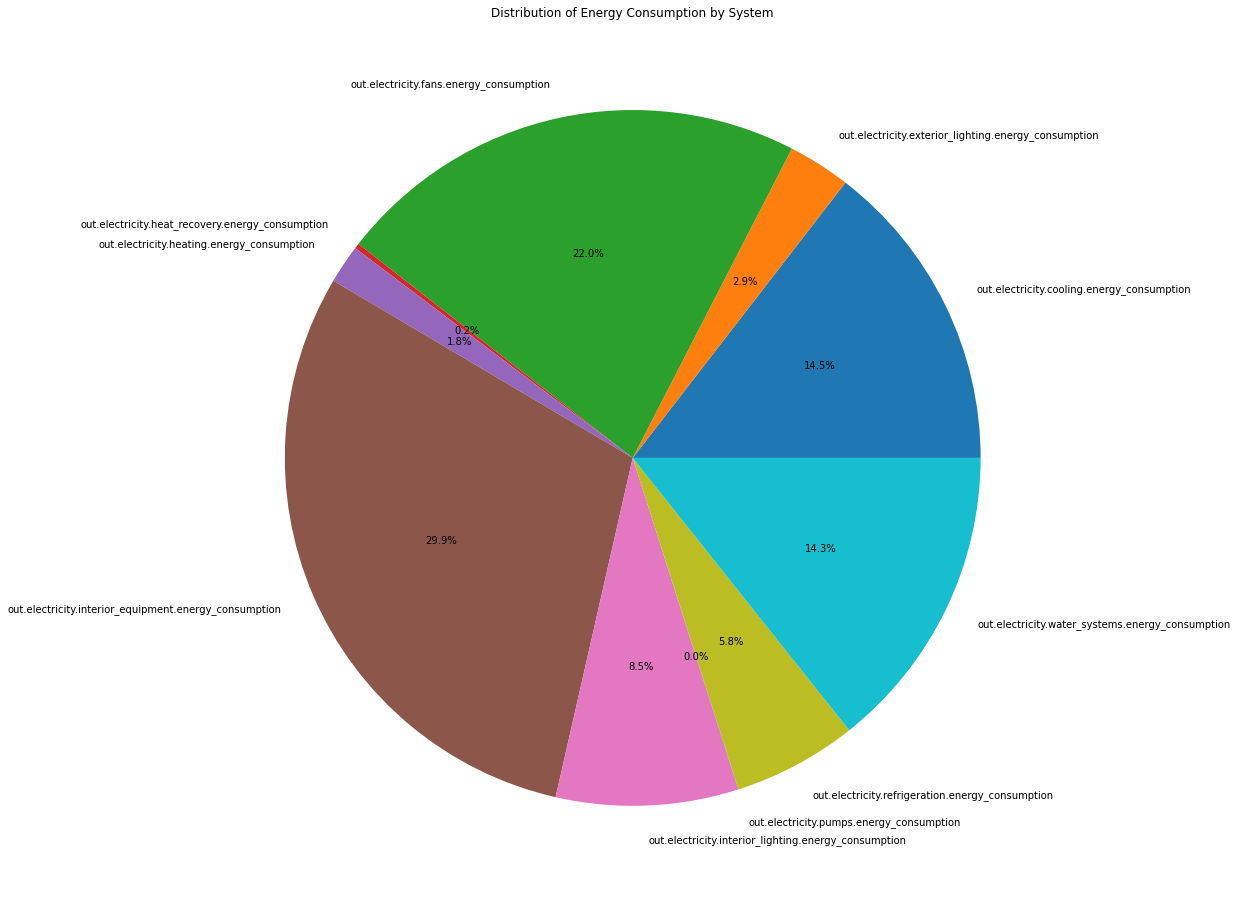 Distribution of Energy Consumption by System
out.electricity.fans.energy_consumption
out.electricity.exterior_lighting.energy_consumption
out.electricity.heat_recovery.energy_consumption
out.electricity.heating.energy_consumption
22.0%
2.9%
out.electricity.cooling.energy_consumption
0.2%
1.8%
14.5%
29.9%
14.3%
out.electricity.interior_equipment.energy_consumption
out.electricity.water_systems.energy_consumption
5.8%
0.0%
8.5%
out.electricity.refrigeration.energy_consumption
out.electricity.pumps.energy_consumption
out.electricity.interior_lighting.energy_consumption